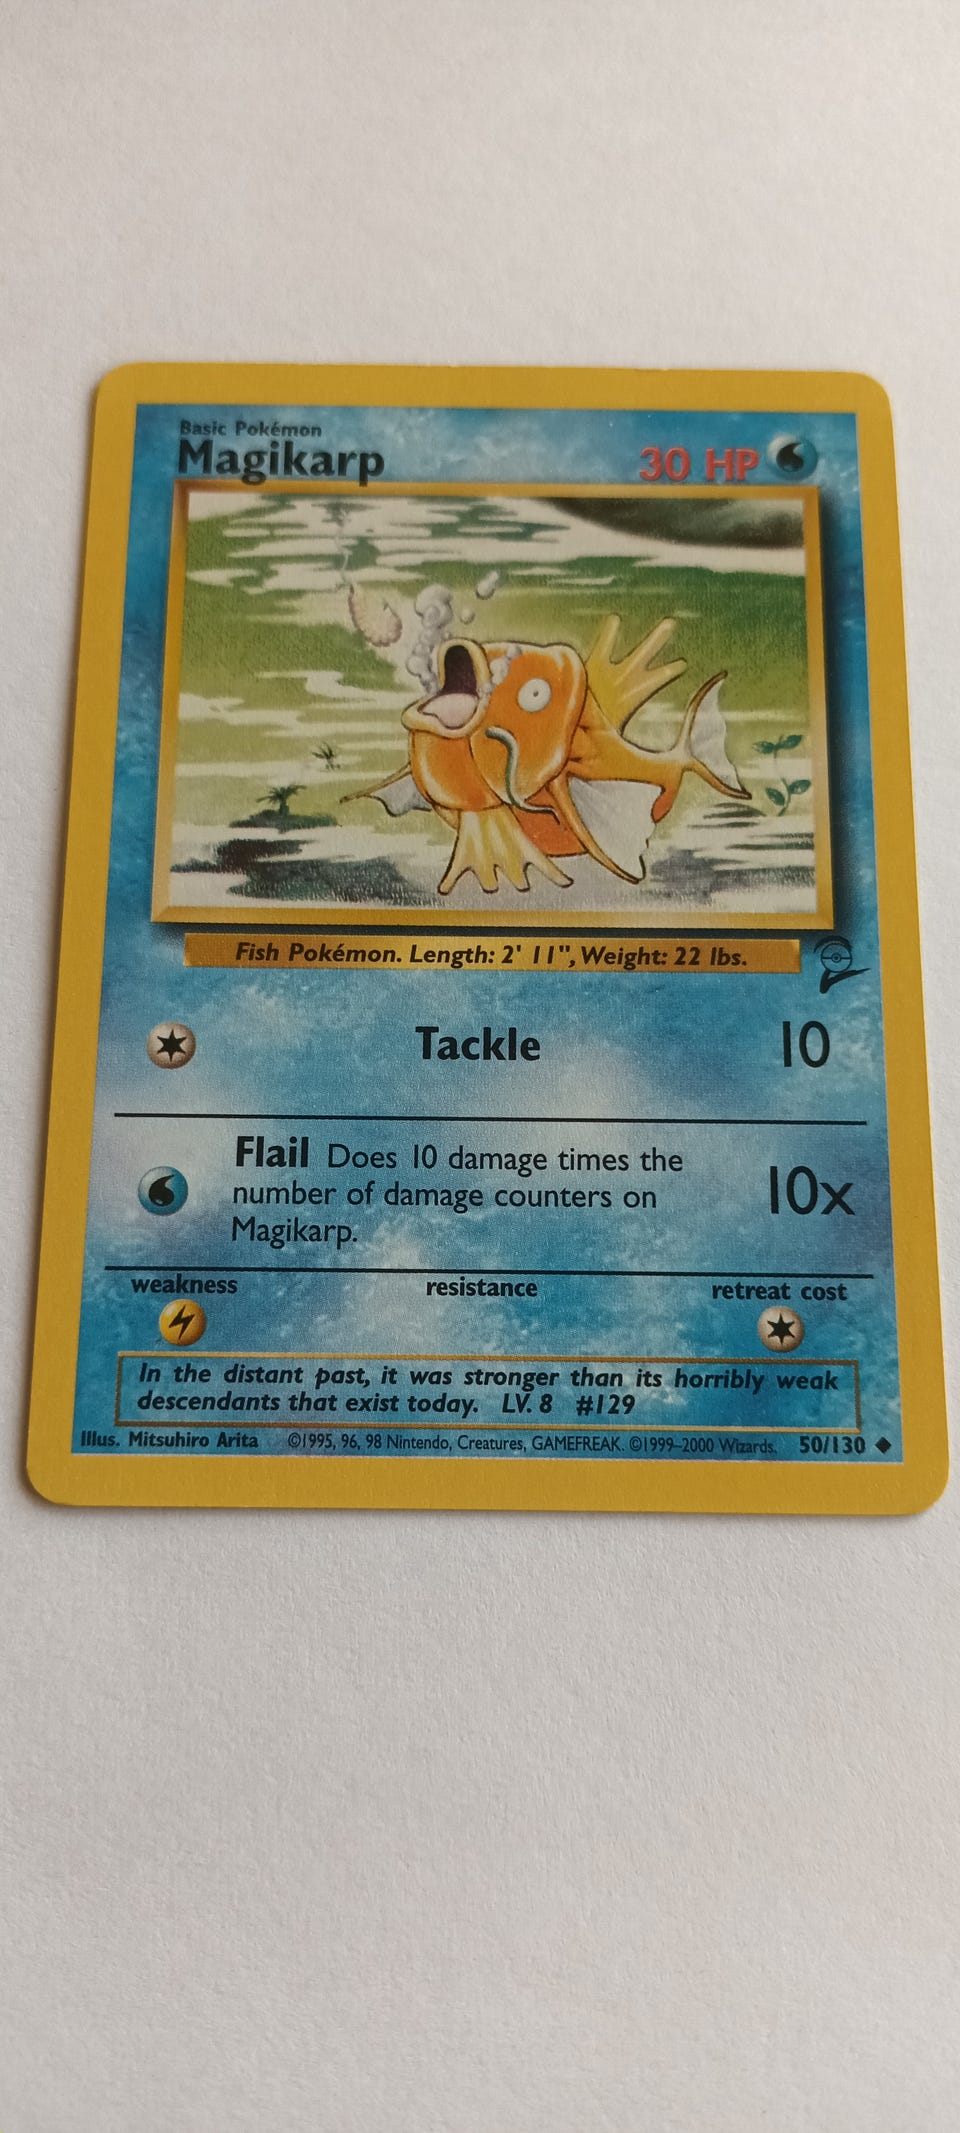 Basic Pokémon
Magikarp
30 HP
Fish Pokémon. Length: 2' 11", Weight: 22 lbs.
Tackle 10
Flail Does 10 damage times the
number of damage counters on
Magikarp.
10x
weakness resistance retreat cost
In the distant past, it was stronger than its horribly weak
descendants that exist today. LV. 8 #129
Illus. Mitsuhiro Arita ©1995, 96, 98 Nintendo, Creatures, GAMEFREAK. ©1999–2000 Wizards. 50/130